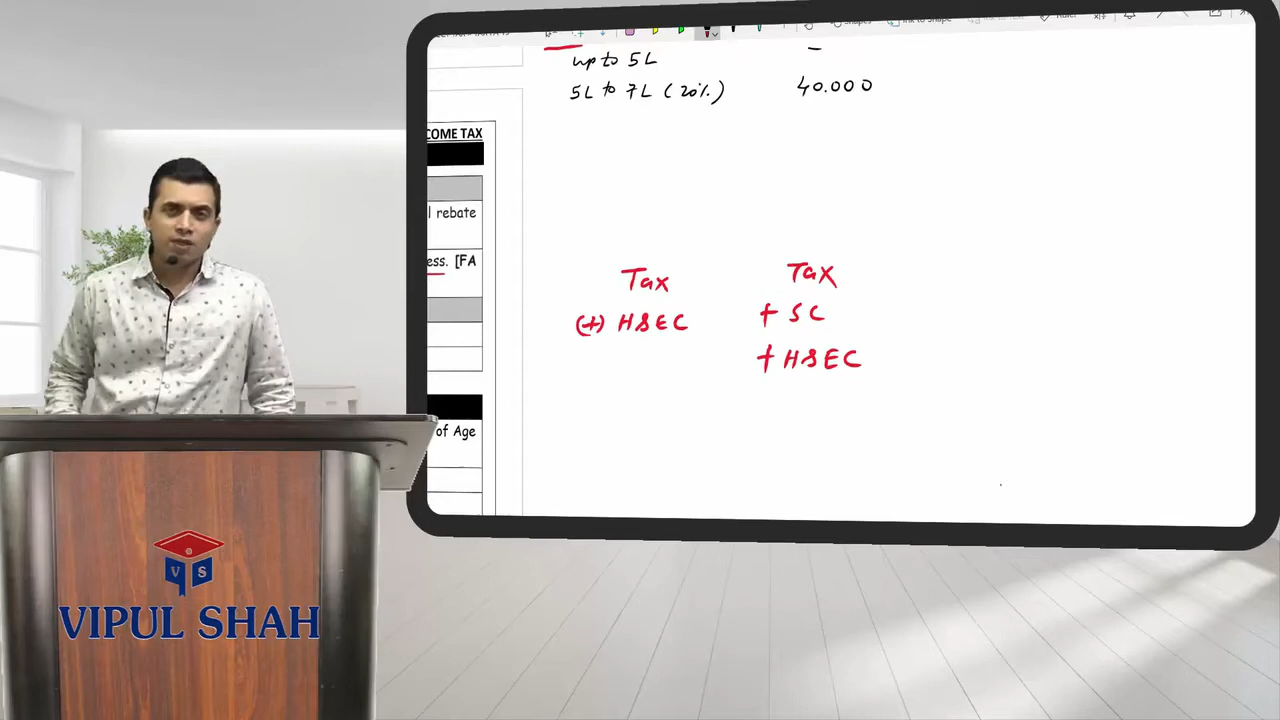 up to 5L –
5L to 7L (20%.) 40.000
COME TAX
l rebate
ess. [FA
Tax Tax
(+) H&EC + SC
+ H&EC
of Age
V S
VIPUL SHAH